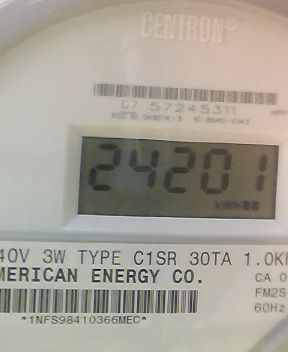 CENTRON®
07 57245311
24201
kWh
40V 3W TYPE C1SR 30TA 1.0K
MERICAN ENERGY CO.
CA 0
FM2S
60Hz
*1NFS98410366MEC*